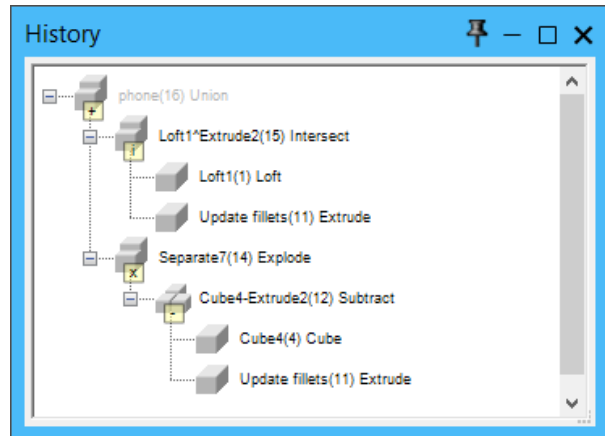 History
phone(16) Union
+
Loft1^Extrude2(15) Intersect
i
Loft1(1) Loft
Update fillets(11) Extrude
Separate7(14) Explode
x
Cube4-Extrude2(12) Subtract
-
Cube4(4) Cube
Update fillets(11) Extrude